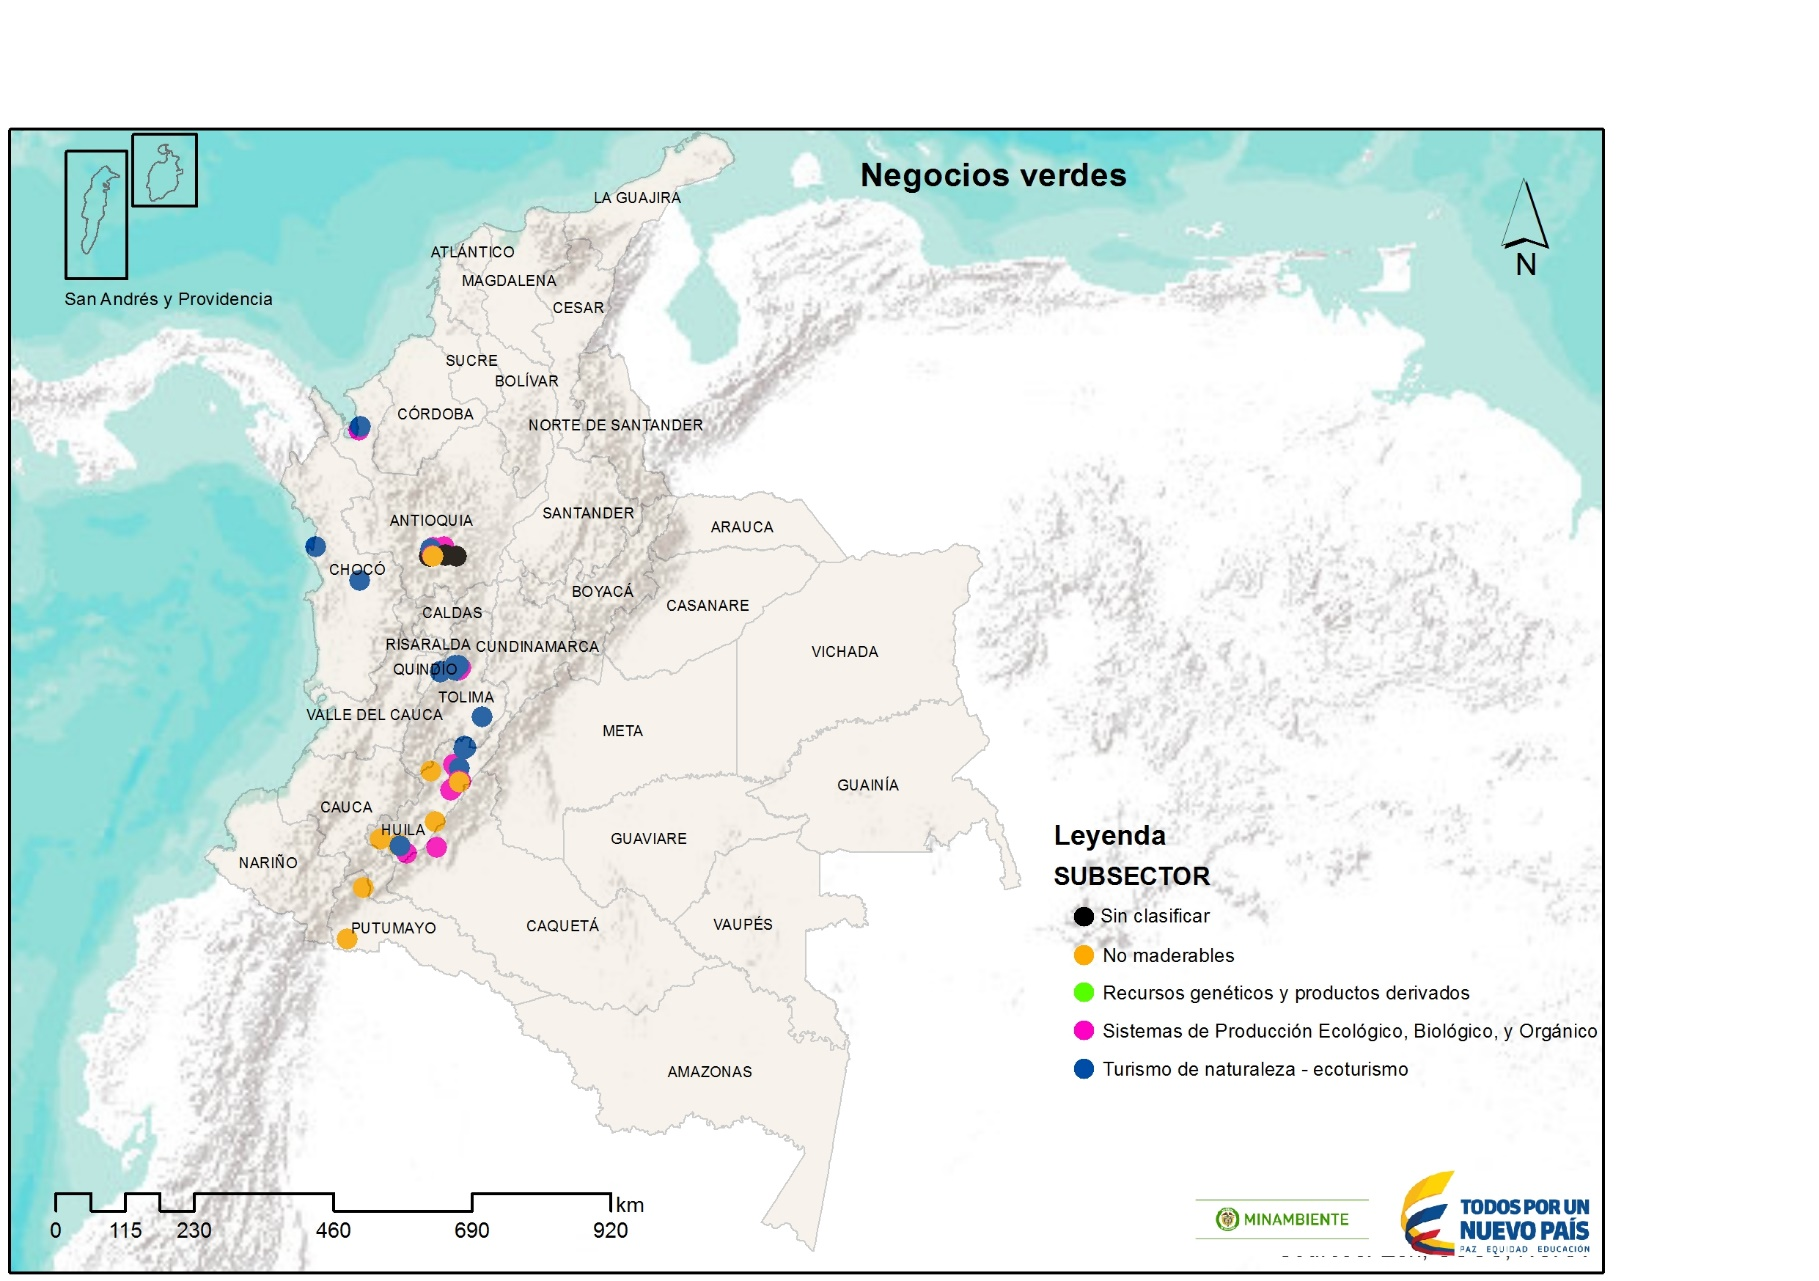 Negocios verdes
N
San Andrés y Providencia
LA GUAJIRA
ATLÁNTICO
MAGDALENA
CESAR
SUCRE
BOLÍVAR
CÓRDOBA
NORTE DE SANTANDER
ANTIOQUIA
SANTANDER
ARAUCA
CHOCÓ
BOYACÁ
CASANARE
CALDAS
RISARALDA
CUNDINAMARCA
VICHADA
QUINDÍO
TOLIMA
VALLE DEL CAUCA
META
GUAINÍA
CAUCA
HUILA
GUAVIARE
NARIÑO
PUTUMAYO
CAQUETÁ
VAUPÉS
AMAZONAS
Leyenda
SUBSECTOR
Sin clasificar
No maderables
Recursos genéticos y productos derivados
Sistemas de Producción Ecológico, Biológico, y Orgánico
Turismo de naturaleza - ecoturismo
km
0 115 230 460 690 920
MINAMBIENTE
TODOS POR UN
NUEVO PAÍS
PAZ EQUIDAD EDUCACIÓN